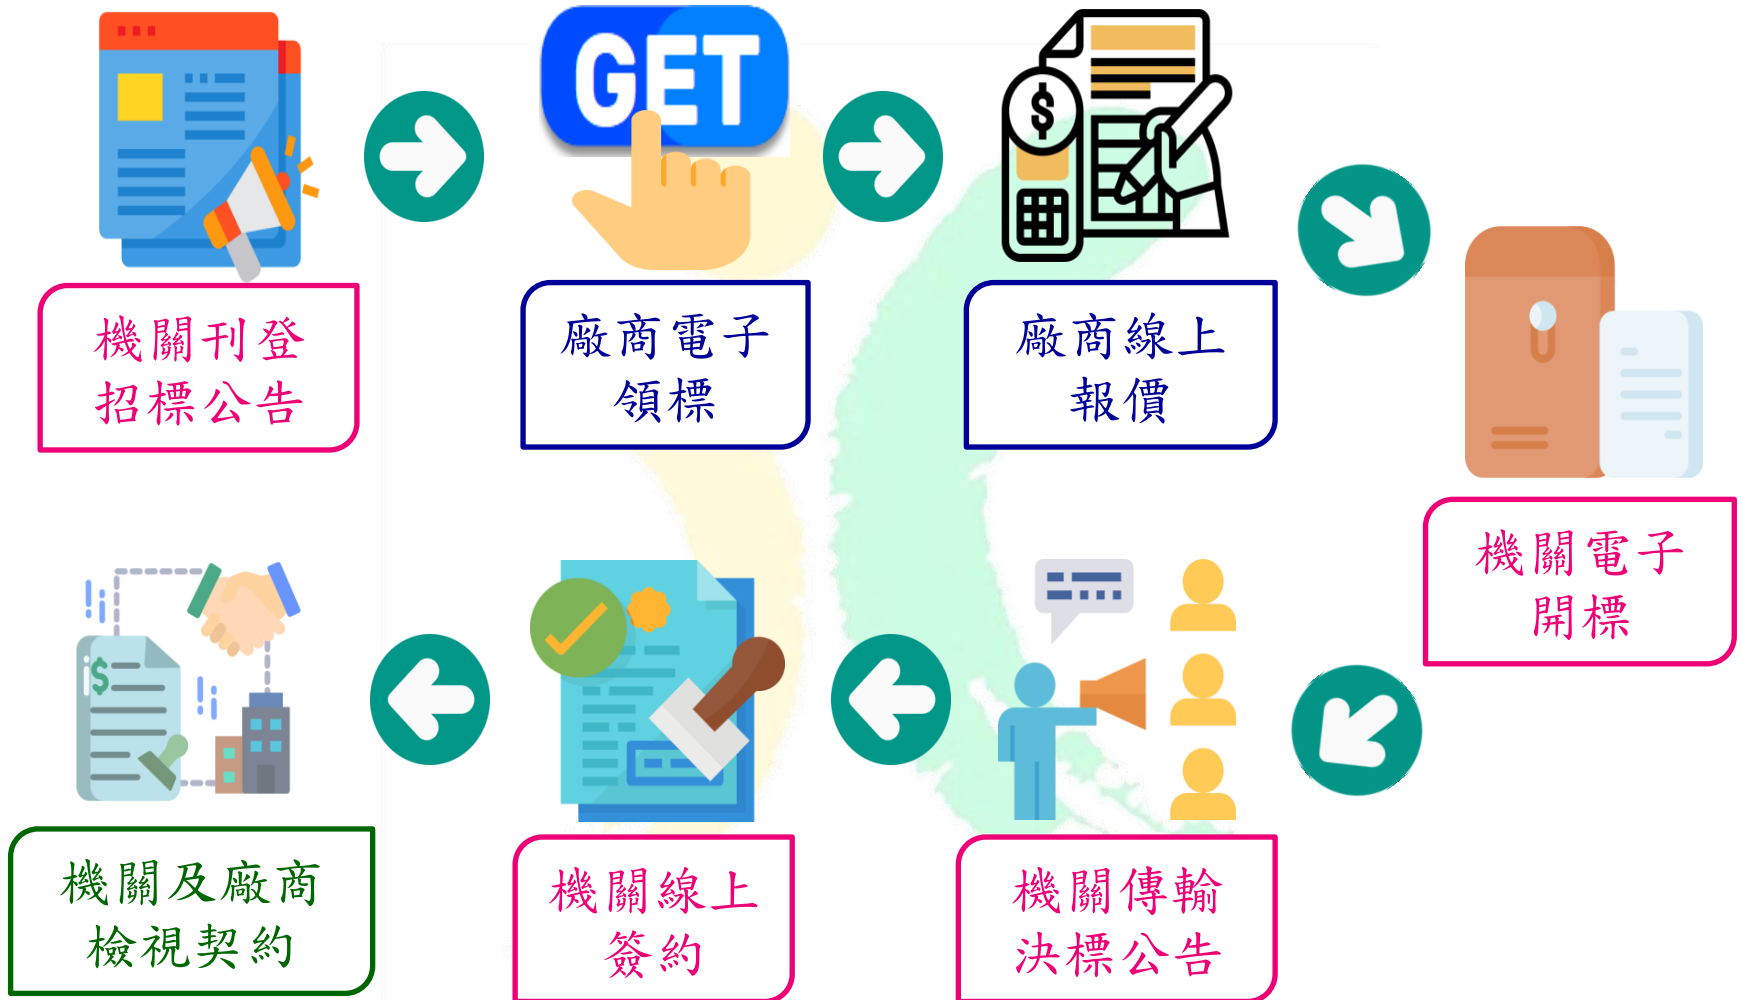 GET
機關刊登
招標公告
廠商電子
領標
廠商線上
報價
機關電子
開標
機關傳輸
決標公告
機關線上
簽約
機關及廠商
檢視契約